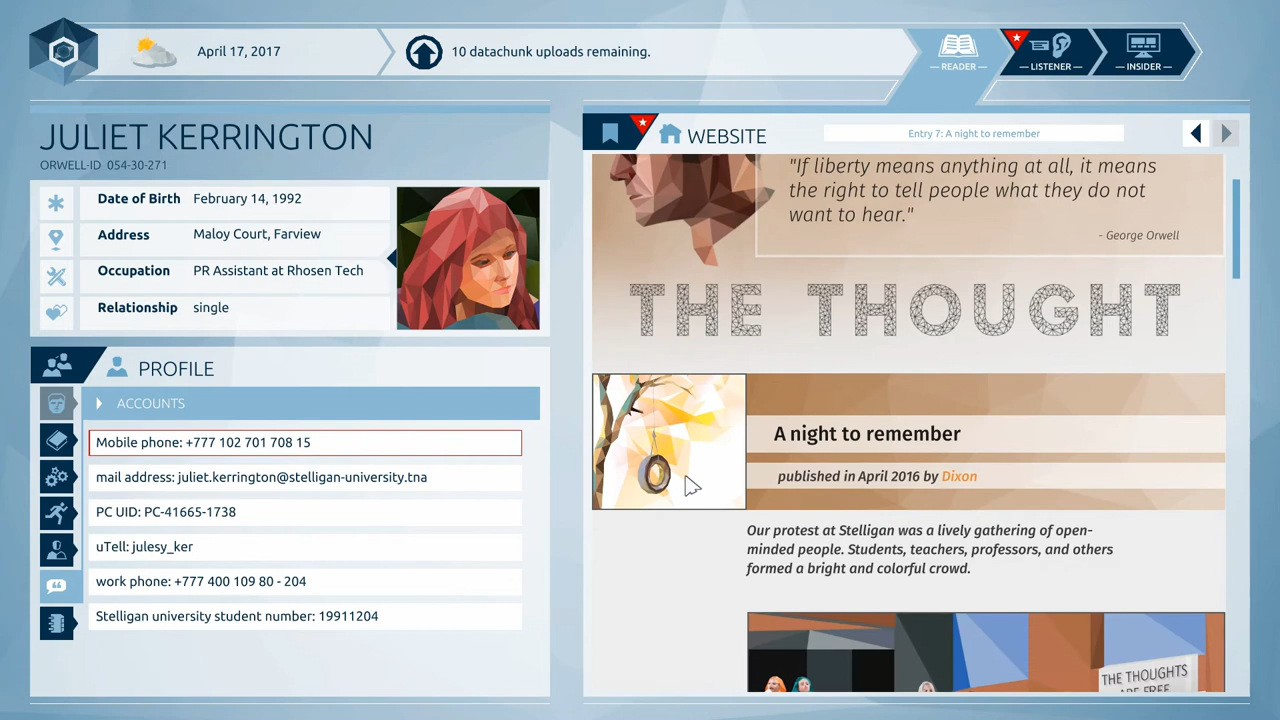 April 17, 2017
10 datachunk uploads remaining.
— READER —
— LISTENER —
— INSIDER —
JULIET KERRINGTON
ORWELL-ID 054-30-271
Date of Birth February 14, 1992
Address Maloy Court, Farview
Occupation PR Assistant at Rhosen Tech
Relationship single
PROFILE
ACCOUNTS
Mobile phone: +777 102 701 708 15
mail address: juliet.kerrington@stelligan-university.tna
PC UID: PC-41665-1738
uTell: julesy_ker
work phone: +777 400 109 80 - 204
Stelligan university student number: 19911204
WEBSITE
Entry 7: A night to remember
"If liberty means anything at all, it means
the right to tell people what they do not
want to hear."
- George Orwell
THE THOUGHT
A night to remember
published in April 2016 by Dixon
Our protest at Stelligan was a lively gathering of open-
minded people. Students, teachers, professors, and others
formed a bright and colorful crowd.
THE THOUGHTS
ARE FREE